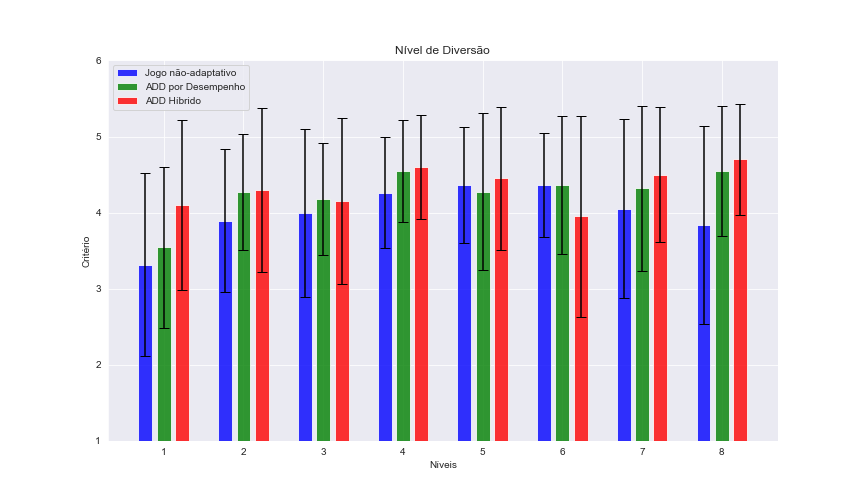 Nível de Diversão
Jogo não-adaptativo
ADD por Desempenho
ADD Híbrido
Critério
6
5
4
3
2
1
1 2 3 4 5 6 7 8
Níveis